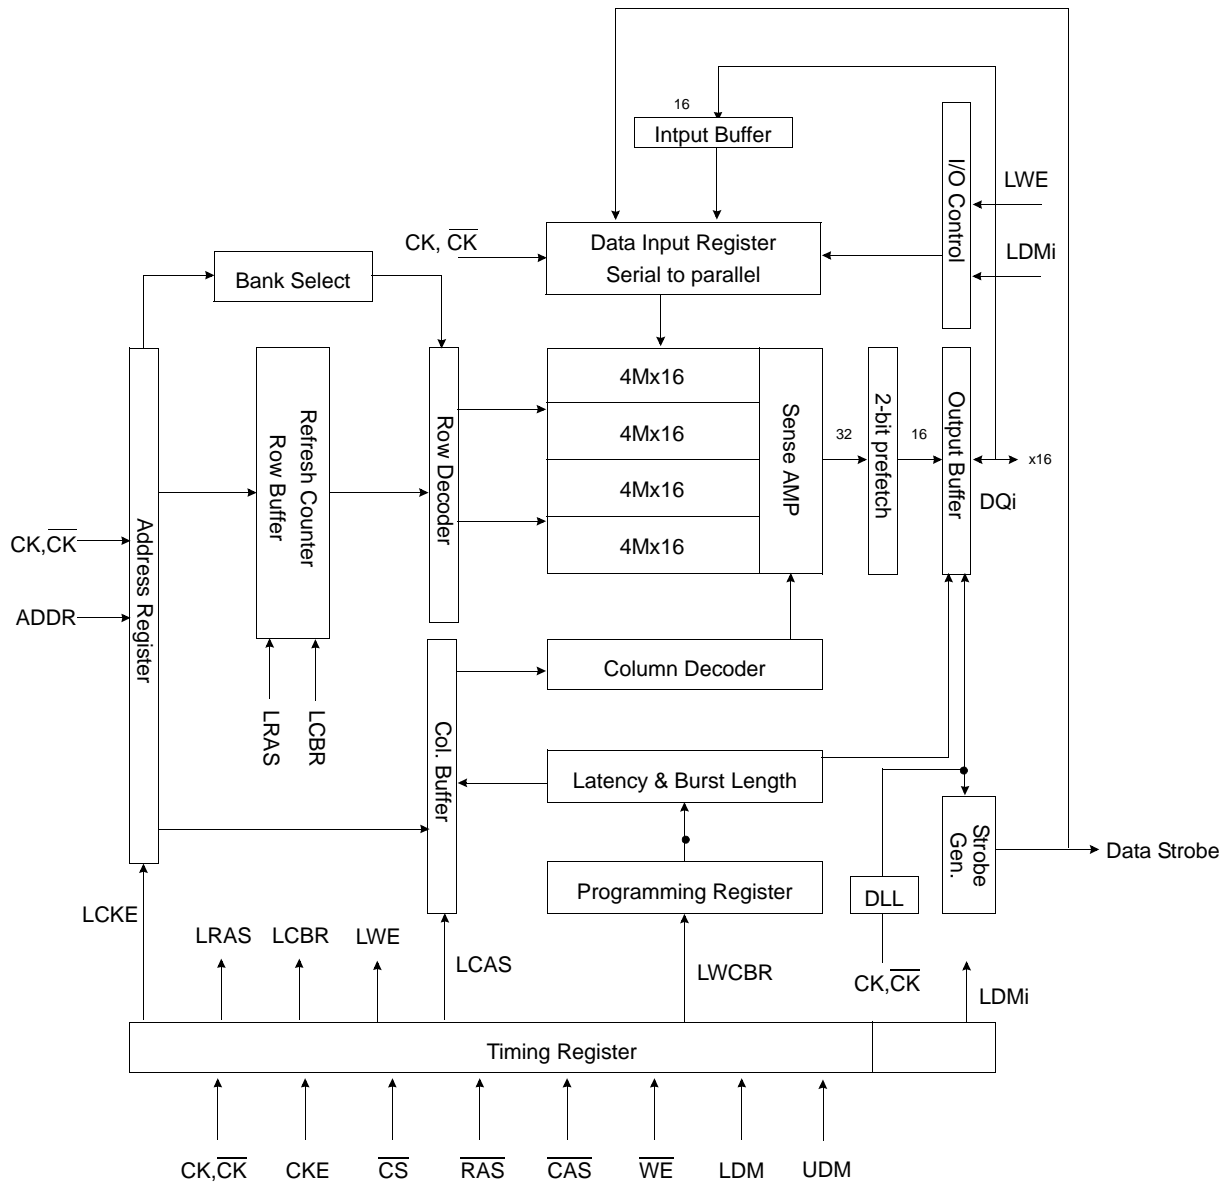 16
Intput Buffer
I/O Control
LWE
CK, CK
Data Input Register
Serial to parallel
LDMi
Bank Select
Address Register
Refresh Counter
Row Buffer
Row Decoder
4Mx16
4Mx16
4Mx16
4Mx16
Sense AMP
32
2-bit prefetch
16
Output Buffer
x16
DQi
CK,CK
ADDR
LRAS
LCBR
Col. Buffer
Column Decoder
Latency & Burst Length
Programming Register
DLL
Strobe
Gen.
Data Strobe
LCKE
LRAS
LCBR
LWE
LCAS
LWCBR
CK,CK
LDMi
Timing Register
CK,CK
CKE
CS
RAS
CAS
WE
LDM
UDM